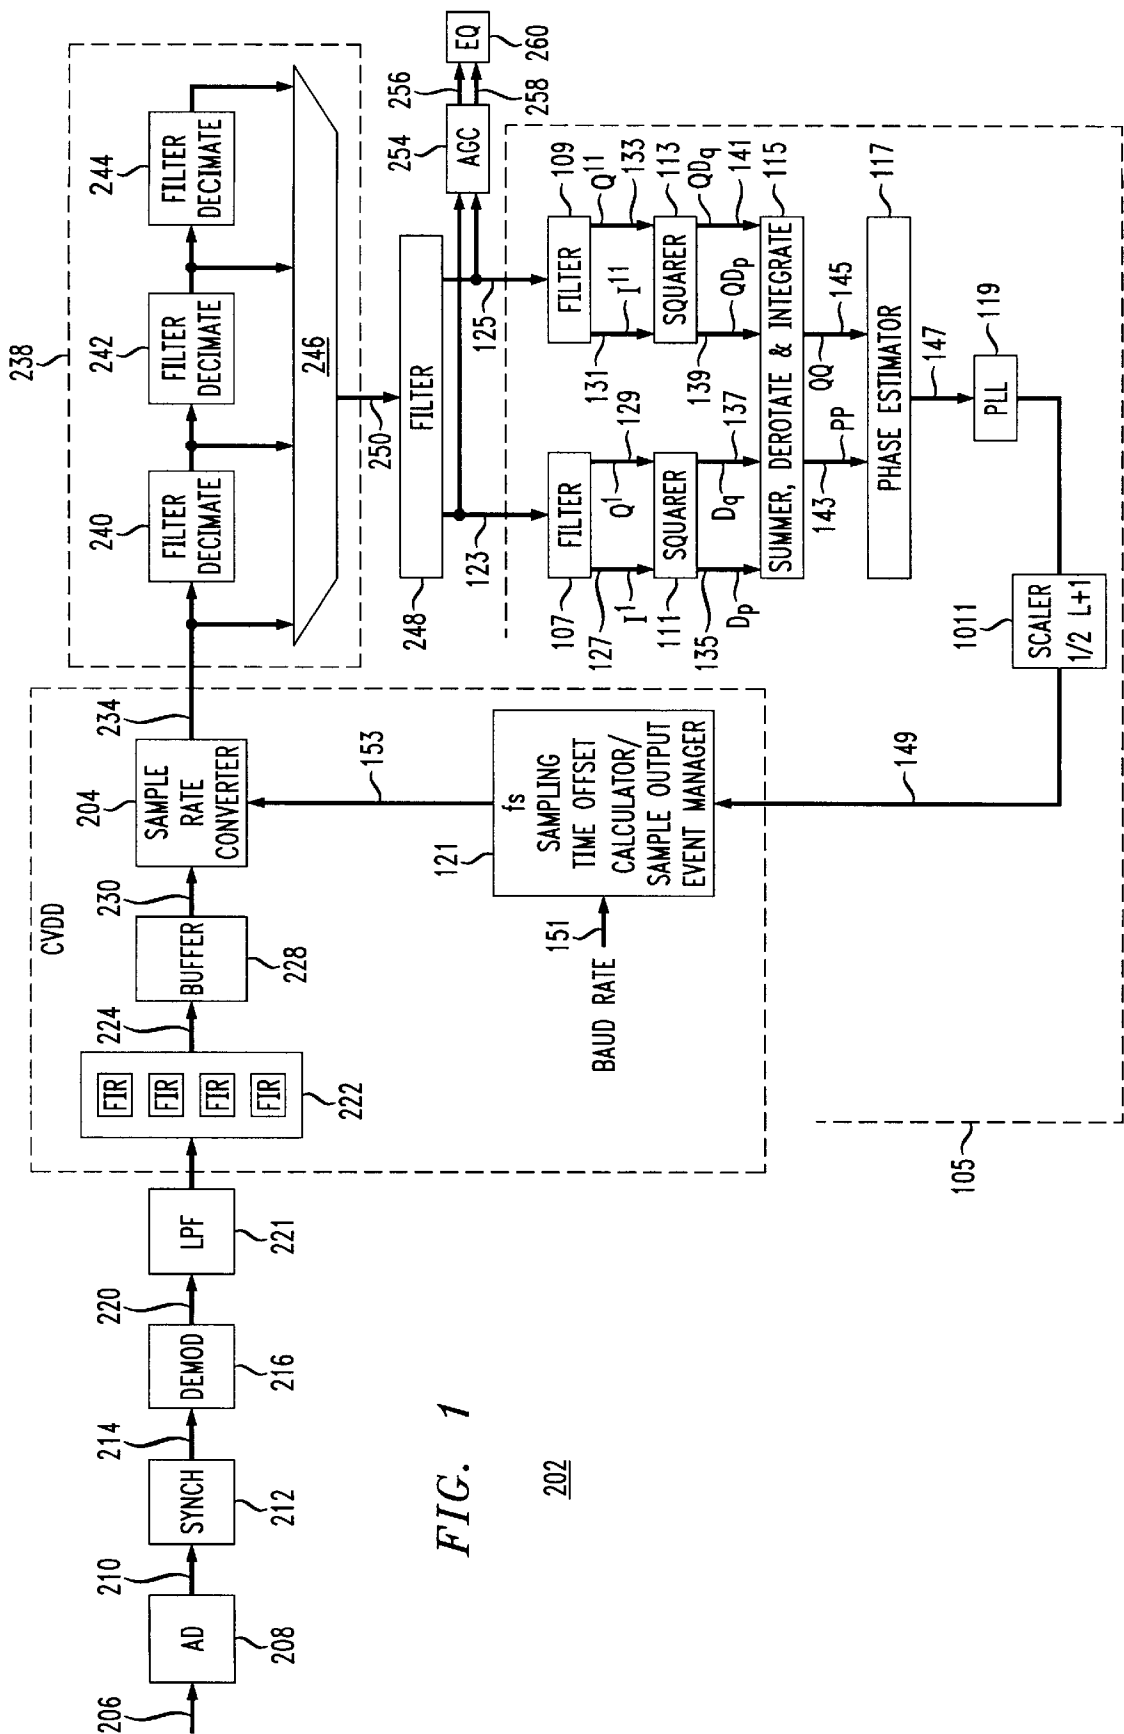 238
240
242
244
FILTER
DECIMATE
FILTER
DECIMATE
FILTER
DECIMATE
246
CVDD
206
AD
208
210
SYNCH
212
214
DEMOD
216
220
LPF
221
FIR
FIR
FIR
FIR
222
224
BUFFER
228
230
204
SAMPLE
RATE
CONVERTER
234
153
121
fs
SAMPLING
TIME OFFSET
CALCULATOR/
SAMPLE OUTPUT
EVENT MANAGER
BAUD RATE
151
149
250
FILTER
248
123
125
254
AGC
256
258
EQ
260
107
FILTER
FILTER
109
127
I1
Q1
129
131
I11
Q11
133
111
SQUARER
SQUARER
113
135
Dp
Dq
137
139
QDp
QDq
141
SUMMER, DEROTATE & INTEGRATE
115
143
PP
QQ
145
PHASE ESTIMATOR
117
147
PLL
119
1011
SCALER
1/2 L+1
105
FIG. 1
202